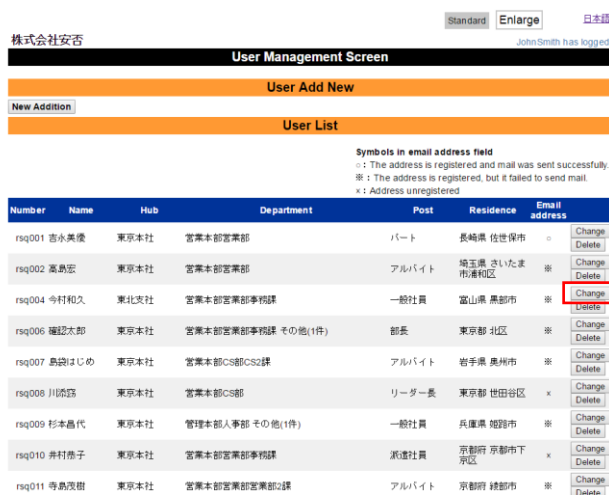 Standard Enlarge 日本語
株式会社安否
JohnSmith has logged
User Management Screen
User Add New
New Addition
User List
Symbols in email address field
○：The address is registered and mail was sent successfully.
※：The address is registered, but it failed to send mail.
×：Address unregistered
Number Name Hub Department Post Residence Email address
rsq001 吉永美優 東京本社 営業本部営業部 パート 長崎県 佐世保市 ○ Change
Delete
rsq002 高島宏 東京本社 営業本部営業部 アルバイト 埼玉県 さいたま市浦和区 ※ Change
Delete
rsq004 今村和久 東北支社 営業本部営業部事務課 一般社員 富山県 黒部市 ※ Change
Delete
rsq006 確認太郎 東京本社 営業本部営業部事務課 その他(1件) 部長 東京都 北区 ※ Change
Delete
rsq007 島袋はじめ 東京本社 営業本部CS部CS2課 アルバイト 岩手県 奥州市 ※ Change
Delete
rsq008 川添 東京本社 営業本部CS部 リーダー長 東京都 世田谷区 × Change
Delete
rsq009 杉本昌代 東京本社 管理本部人事部 その他(1件) 一般社員 兵庫県 姫路市 ※ Change
Delete
rsq010 井村恭子 東京本社 営業本部営業部事務課 派遣社員 京都府 京都市下京区 × Change
Delete
rsq011 寺島茂樹 東京本社 営業本部営業部営業部2課 アルバイト 京都府 綾部市 ※ Change
Delete